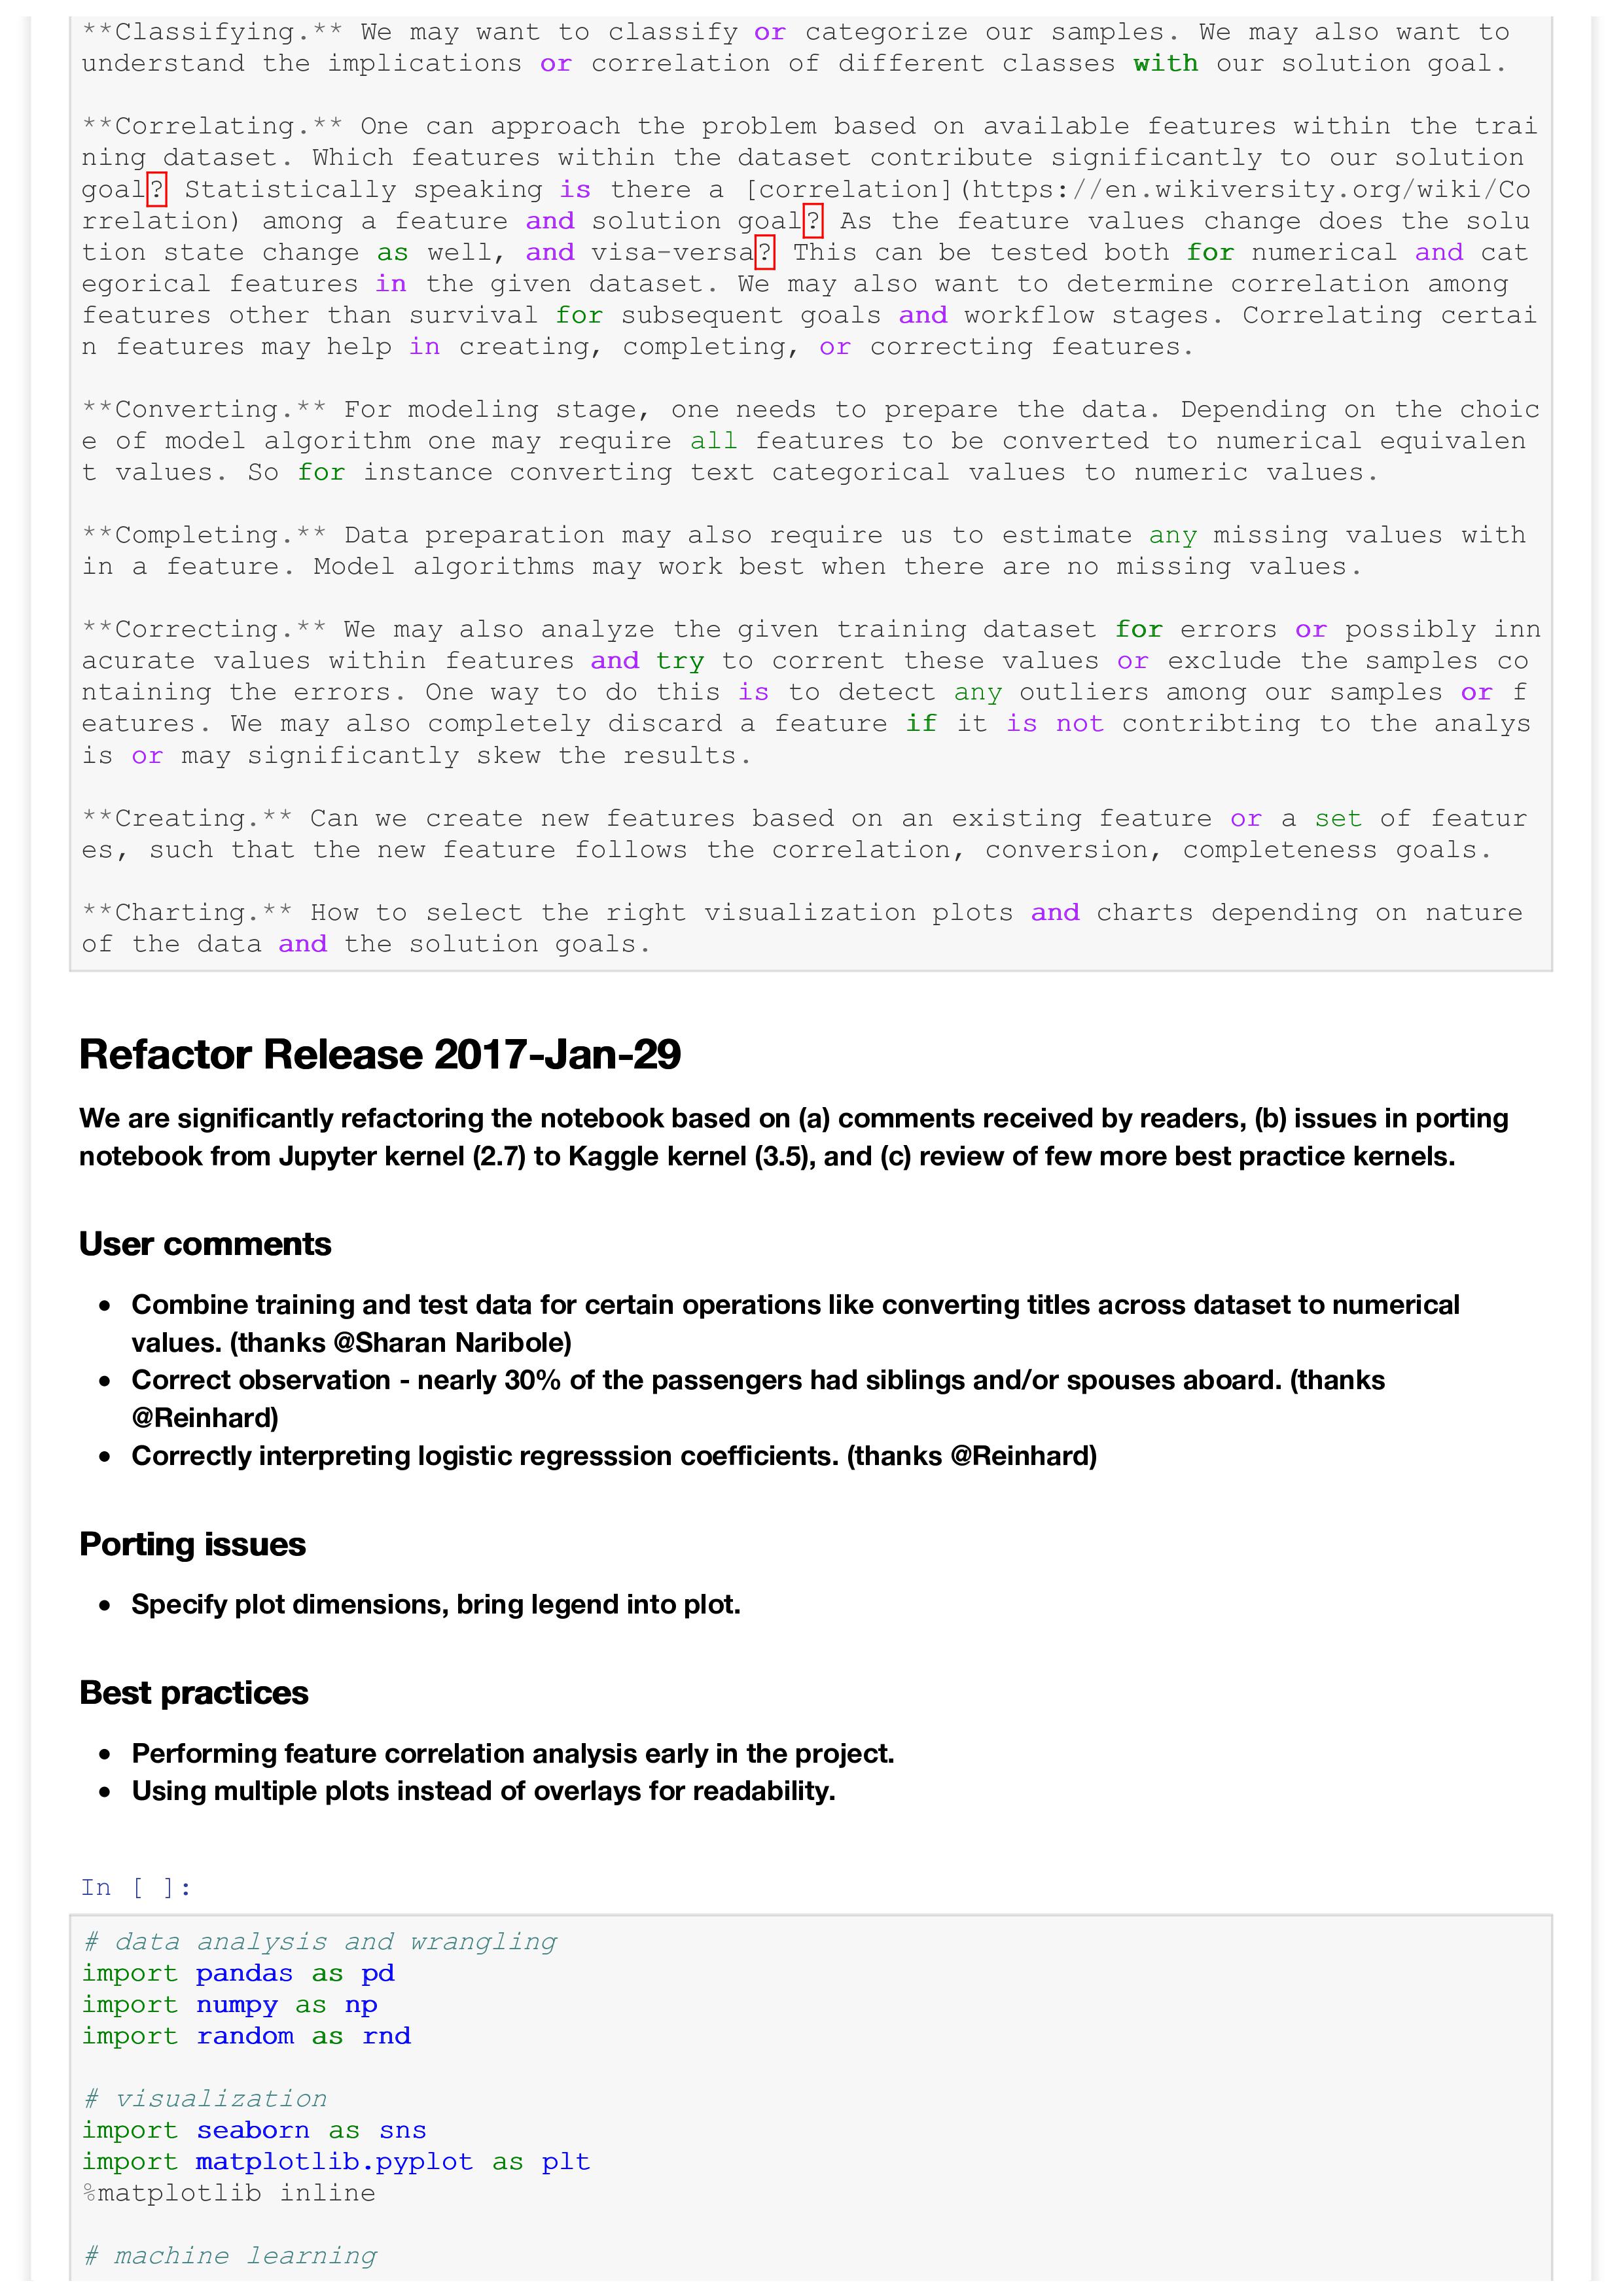 **Classifying.** We may want to classify or categorize our samples. We may also want to
understand the implications or correlation of different classes with our solution goal.
**Correlating.** One can approach the problem based on available features within the trai
ning dataset. Which features within the dataset contribute significantly to our solution
goal? Statistically speaking is there a [correlation](https://en.wikiversity.org/wiki/Co
rrelation) among a feature and solution goal? As the feature values change does the solu
tion state change as well, and visa-versa? This can be tested both for numerical and cat
egorical features in the given dataset. We may also want to determine correlation among
features other than survival for subsequent goals and workflow stages. Correlating certai
n features may help in creating, completing, or correcting features.
**Converting.** For modeling stage, one needs to prepare the data. Depending on the choic
e of model algorithm one may require all features to be converted to numerical equivalen
t values. So for instance converting text categorical values to numeric values.
**Completing.** Data preparation may also require us to estimate any missing values with
in a feature. Model algorithms may work best when there are no missing values.
**Correcting.** We may also analyze the given training dataset for errors or possibly inn
acurate values within features and try to corrent these values or exclude the samples co
ntaining the errors. One way to do this is to detect any outliers among our samples or f
eatures. We may also completely discard a feature if it is not contribting to the analys
is or may significantly skew the results.
**Creating.** Can we create new features based on an existing feature or a set of featur
es, such that the new feature follows the correlation, conversion, completeness goals.
**Charting.** How to select the right visualization plots and charts depending on nature
of the data and the solution goals.
Refactor Release 2017-Jan-29
We are significantly refactoring the notebook based on (a) comments received by readers, (b) issues in porting
notebook from Jupyter kernel (2.7) to Kaggle kernel (3.5), and (c) review of few more best practice kernels.
User comments
• Combine training and test data for certain operations like converting titles across dataset to numerical
values. (thanks @Sharan Naribole)
• Correct observation - nearly 30% of the passengers had siblings and/or spouses aboard. (thanks
@Reinhard)
• Correctly interpreting logistic regresssion coefficients. (thanks @Reinhard)
Porting issues
• Specify plot dimensions, bring legend into plot.
Best practices
• Performing feature correlation analysis early in the project.
• Using multiple plots instead of overlays for readability.
In [ ]:
# data analysis and wrangling
import pandas as pd
import numpy as np
import random as rnd
# visualization
import seaborn as sns
import matplotlib.pyplot as plt
%matplotlib inline
# machine learning